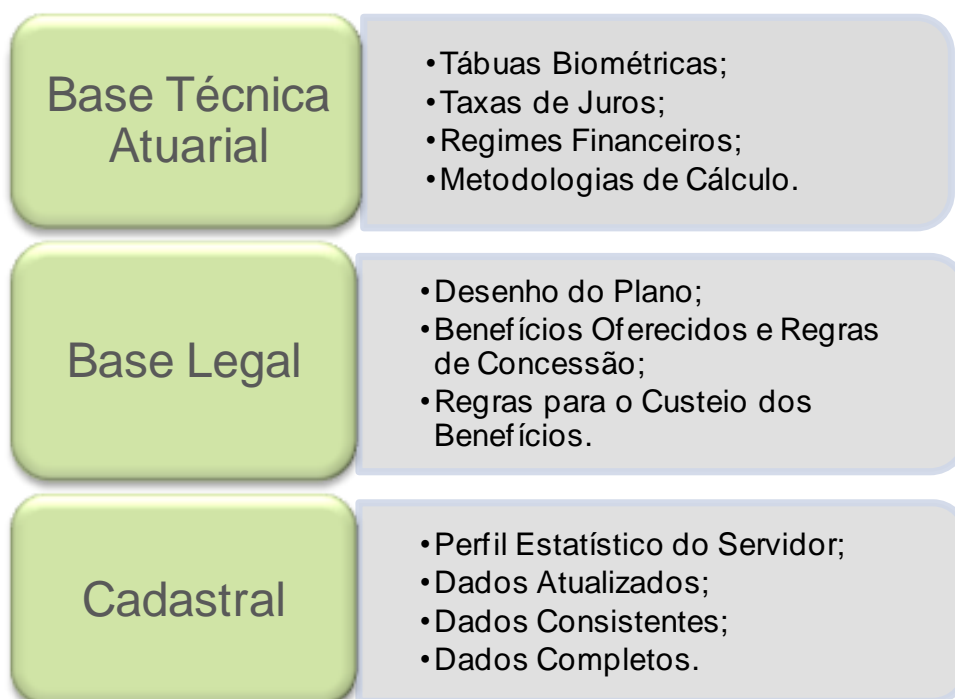 Base Técnica
Atuarial
•Tábuas Biométricas;
•Taxas de Juros;
•Regimes Financeiros;
•Metodologias de Cálculo.
Base Legal
•Desenho do Plano;
•Benefícios Oferecidos e Regras
de Concessão;
•Regras para o Custeio dos
Benefícios.
Cadastral
•Perfil Estatístico do Servidor;
•Dados Atualizados;
•Dados Consistentes;
•Dados Completos.